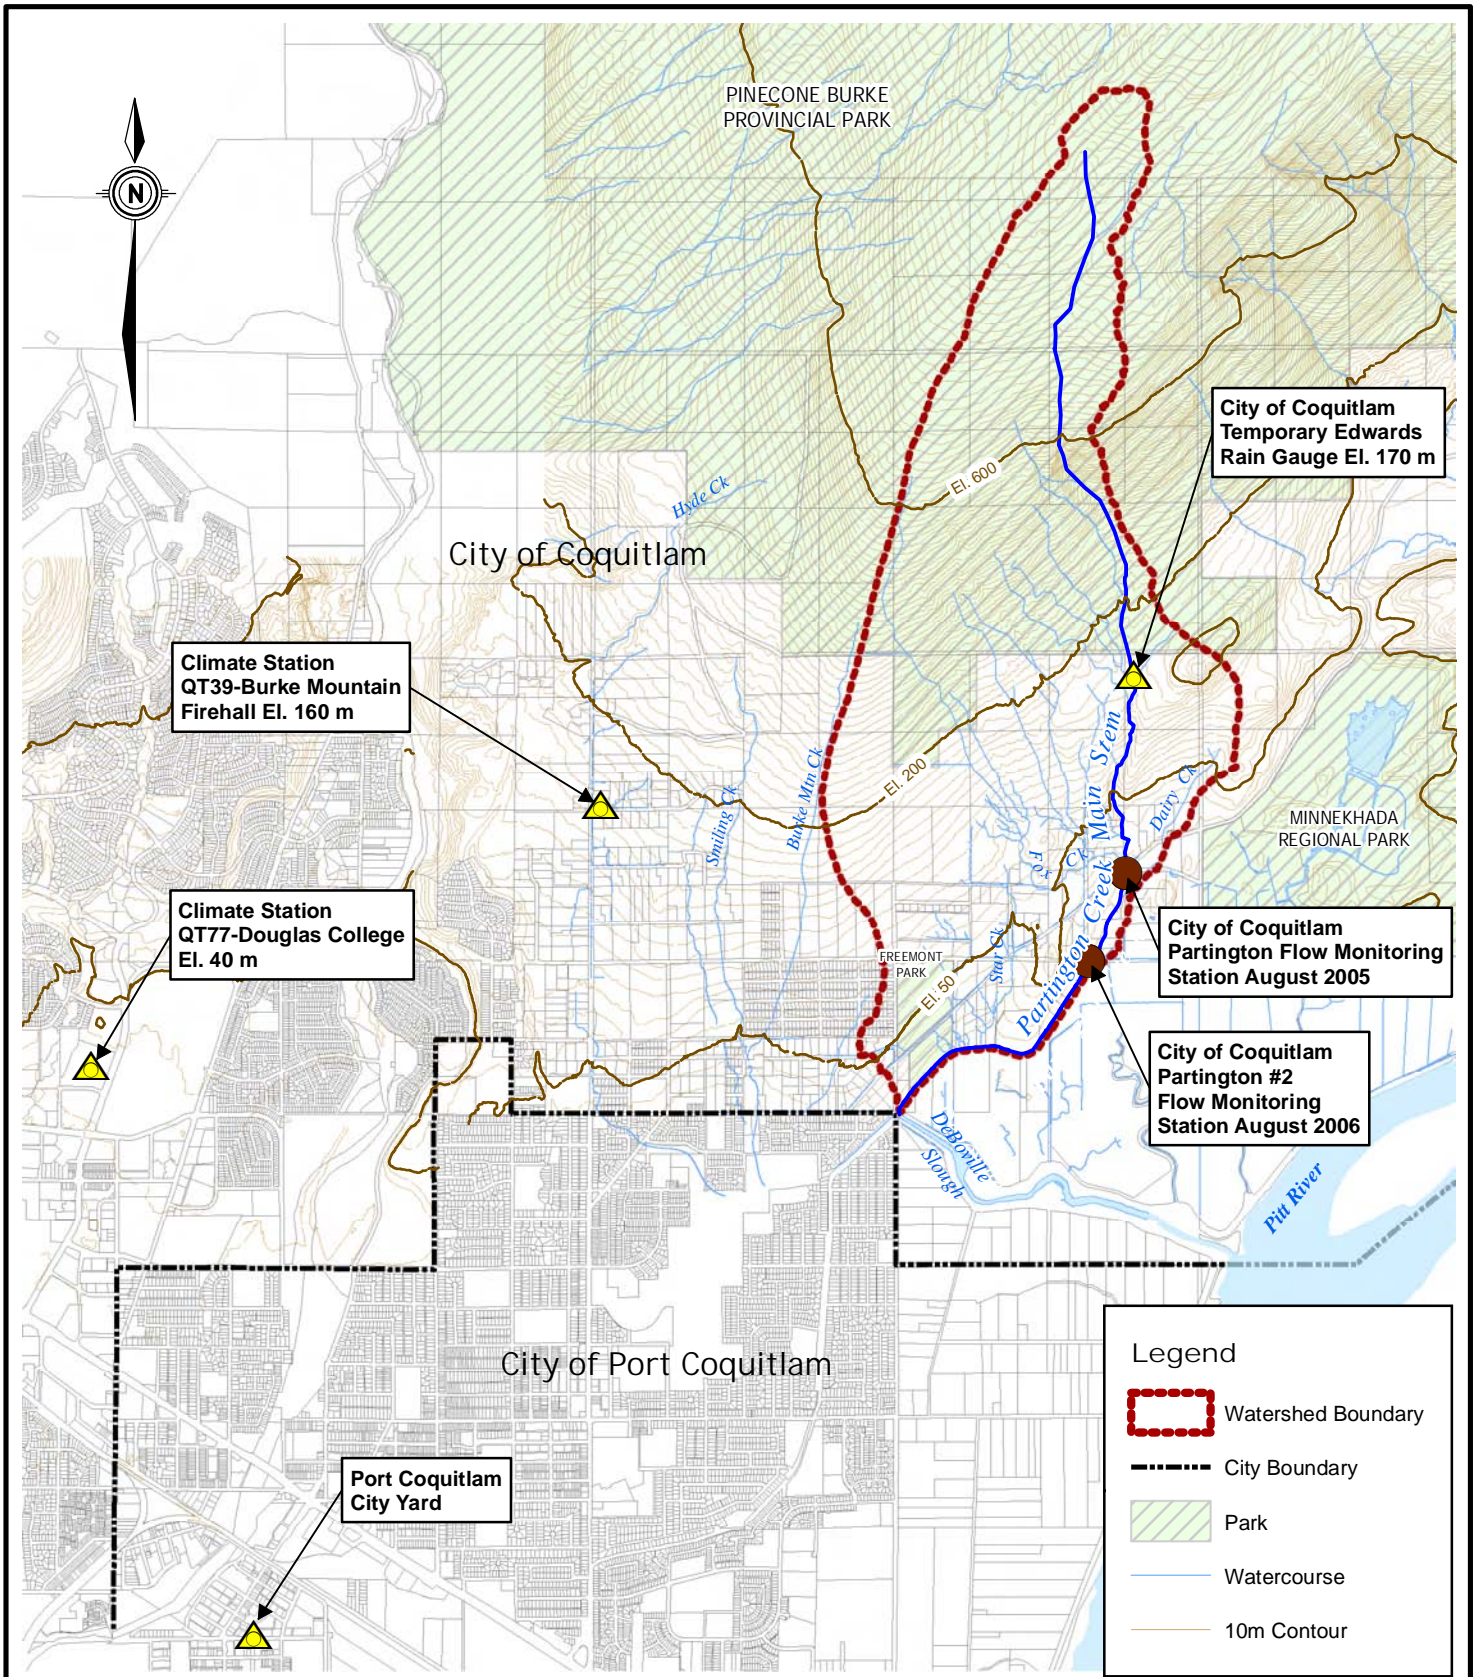 PINECONE BURKE
PROVINCIAL PARK
N
City of Coquitlam
Temporary Edwards
Rain Gauge El. 170 m
El. 600
Hyde Ck
City of Coquitlam
Climate Station
QT39-Burke Mountain
Firehall El. 160 m
El. 200
Smiling Ck
Burke Mtn Ck
Partington Creek Main Stem
Dairy Ck
Fox Ck
MINNEKHADA
REGIONAL PARK
Climate Station
QT77-Douglas College
El. 40 m
FREEMONT
PARK
Star Ck
El. 50
City of Coquitlam
Partington Flow Monitoring
Station August 2005
City of Coquitlam
Partington #2
Flow Monitoring
Station August 2006
DeBoville
Slough
Pitt River
City of Port Coquitlam
Port Coquitlam
City Yard
Legend
Watershed Boundary
City Boundary
Park
Watercourse
10m Contour